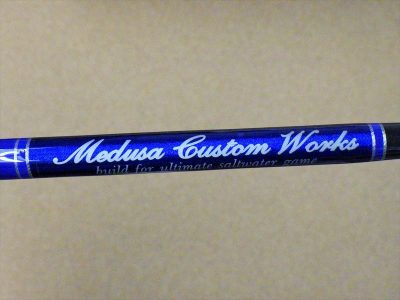 Medusa Custom Works
build for ultimate saltwater game